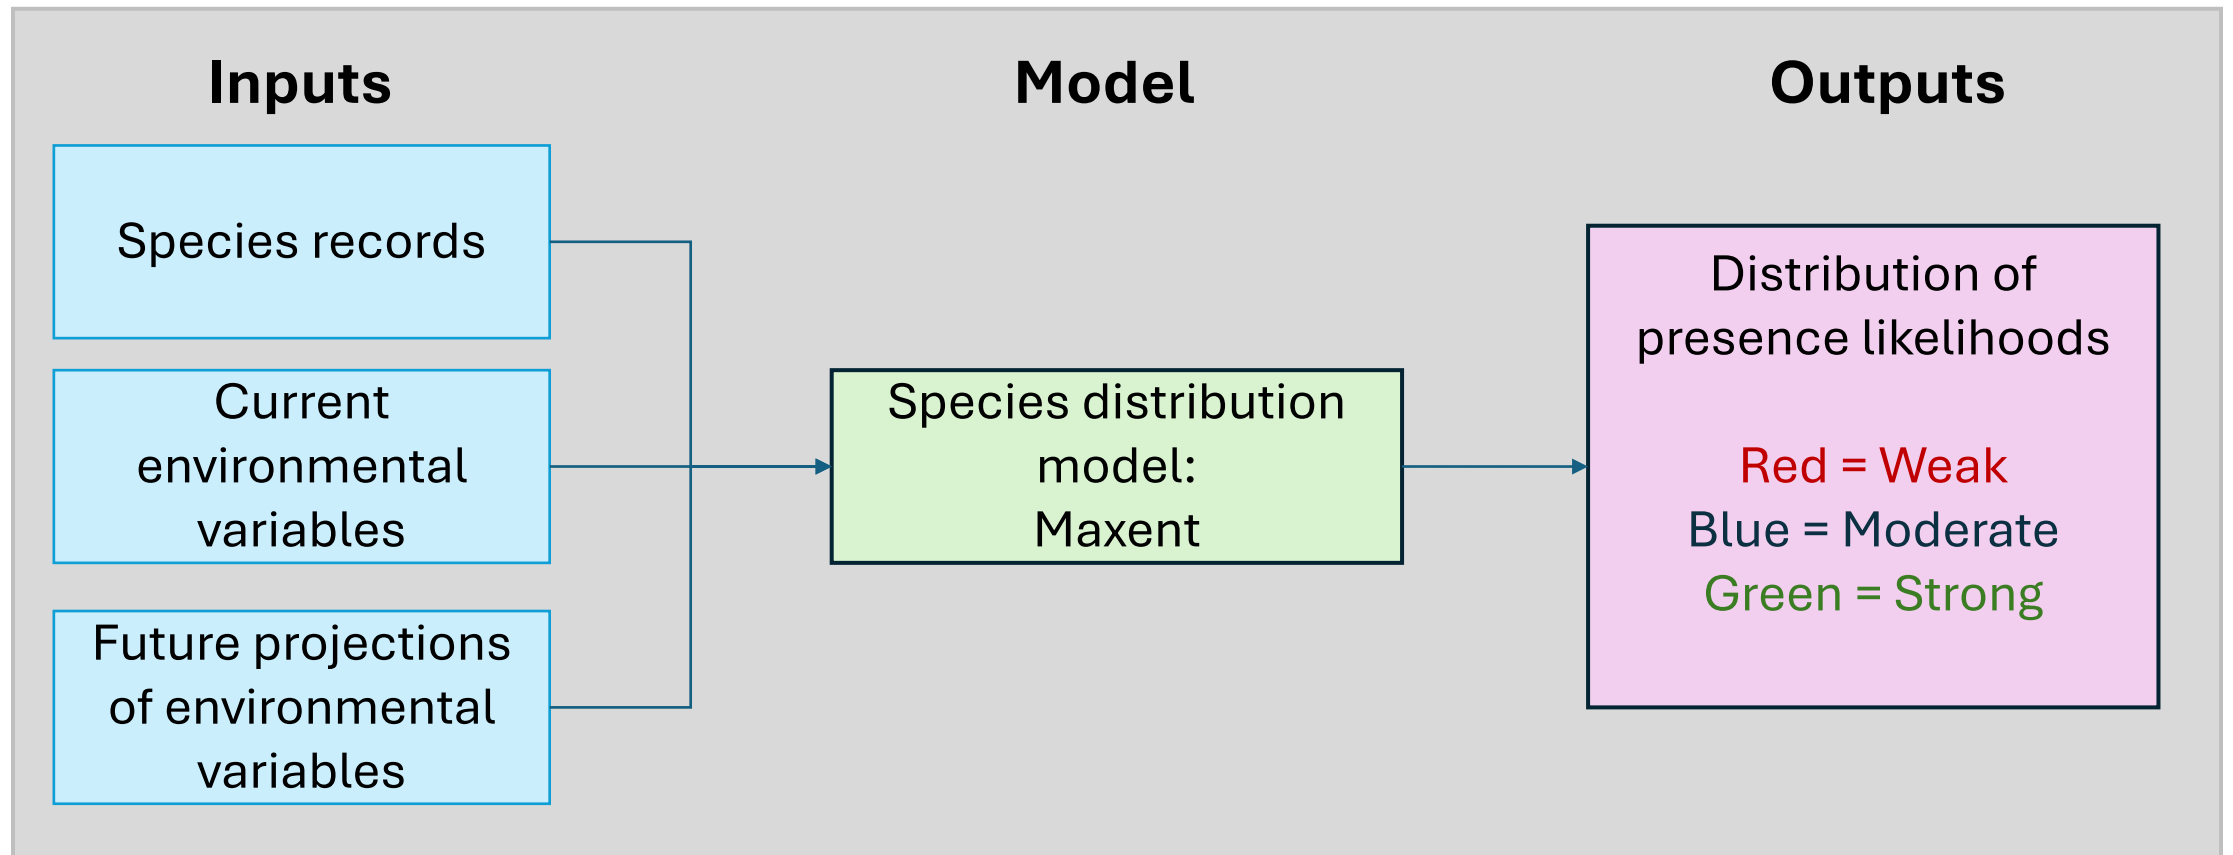 Inputs
Model
Outputs
Species records
Current
environmental
variables
Future projections
of environmental
variables
Species distribution
model:
Maxent
Distribution of
presence likelihoods
Red = Weak
Blue = Moderate
Green = Strong